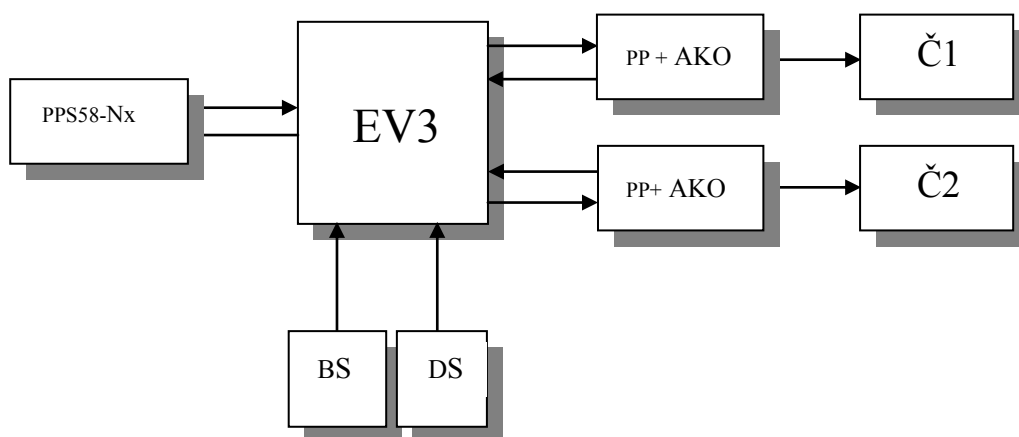 PPS58-Nx
EV3
PP + AKO
Č1
PP+ AKO
Č2
BS
DS